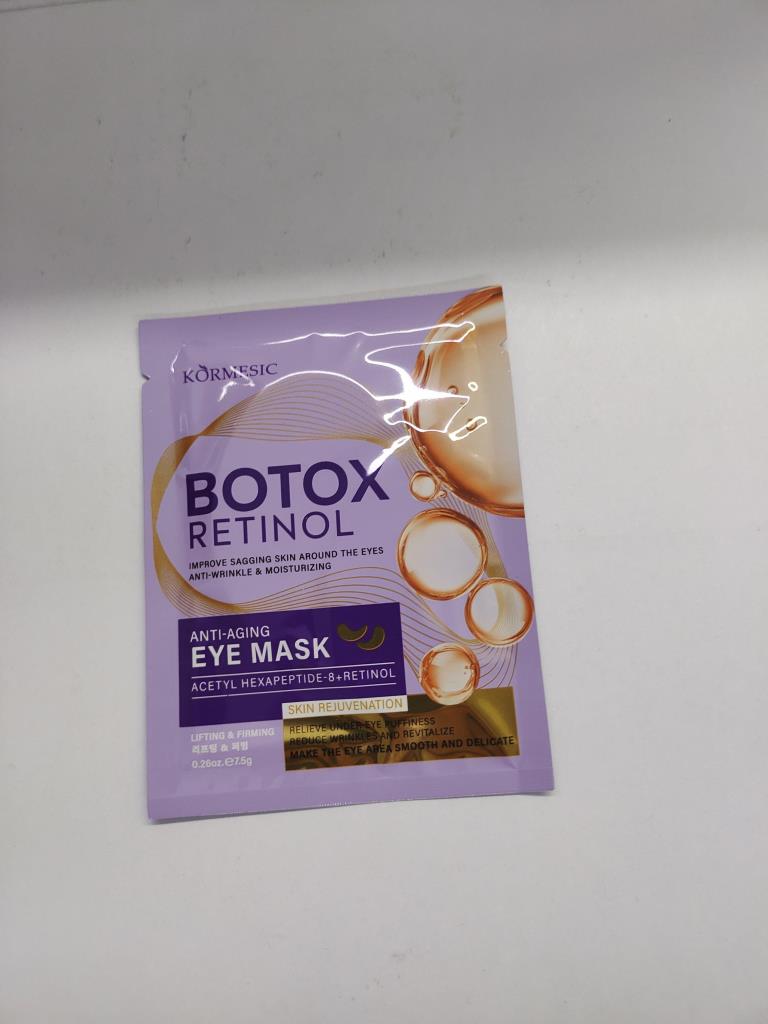 KÒRMESIC
BOTOX
RETINOL
IMPROVE SAGGING SKIN AROUND THE EYES
ANTI-WRINKLE & MOISTURIZING
ANTI-AGING
EYE MASK
ACETYL HEXAPEPTIDE-8+RETINOL
SKIN REJUVENATION
RELIEVE UNDER-EYE PUFFINESS
REDUCE WRINKLES AND REVITALIZE
MAKE THE EYE AREA SMOOTH AND DELICATE
LIFTING & FIRMING
리프팅 & 퍼밍
0.26oz.℮7.5g